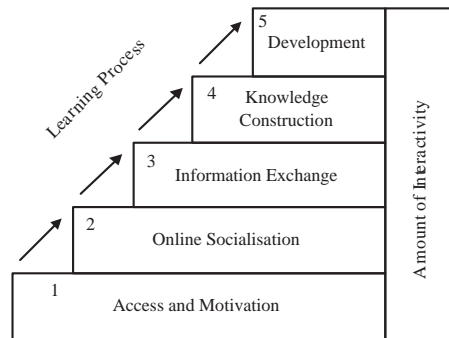 5
Development
Learning Process
4
Knowledge
Construction
3
Information Exchange
2
Online Socialisation
1
Access and Motivation
Amount of Interactivity